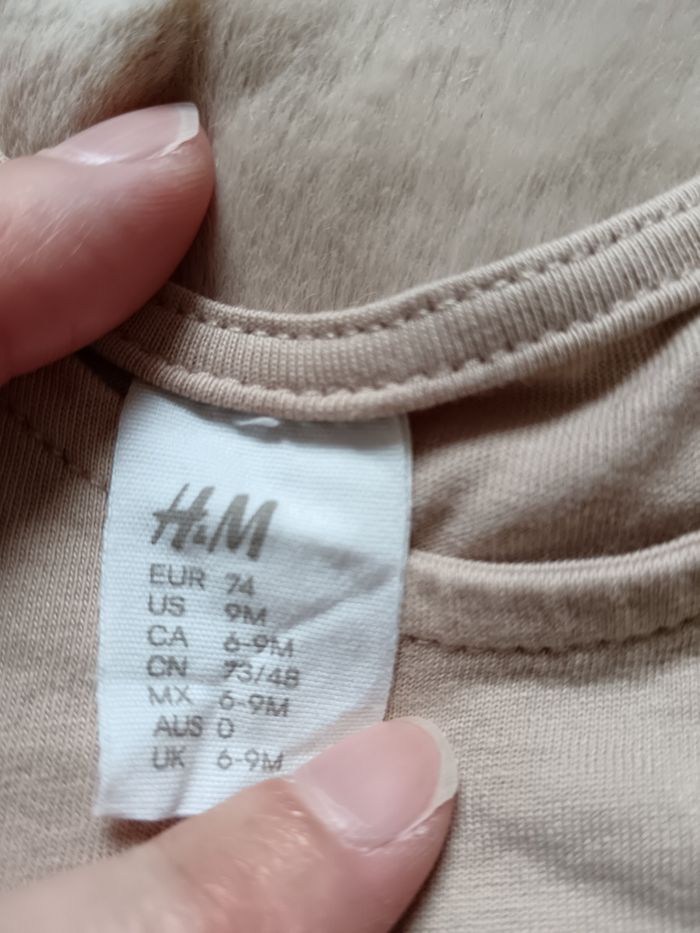 H&M
EUR 74
US 9M
CA 6-9M
CN 73/48
MX 6-9M
AUS 0
UK 6-9M